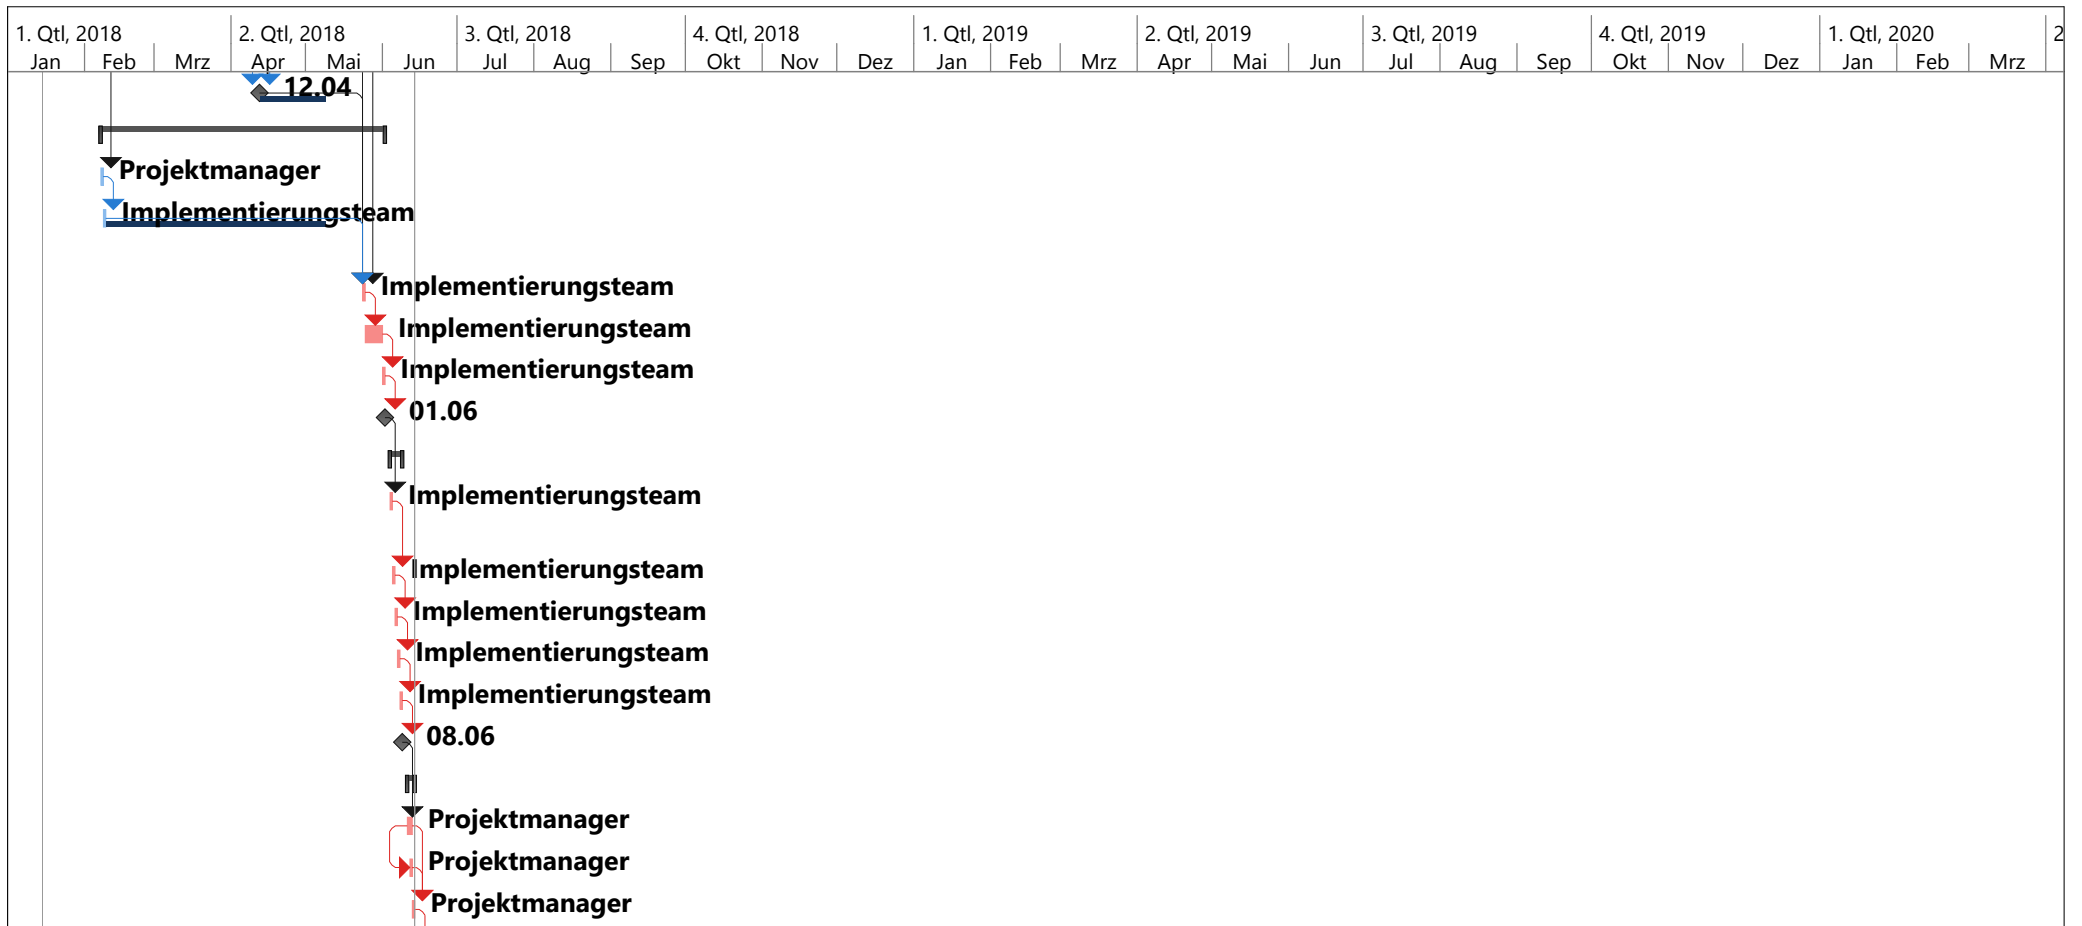 1. Qtl, 2018 2. Qtl, 2018 3. Qtl, 2018 4. Qtl, 2018 1. Qtl, 2019 2. Qtl, 2019 3. Qtl, 2019 4. Qtl, 2019 1. Qtl, 2020 2
Jan Feb Mrz Apr Mai Jun Jul Aug Sep Okt Nov Dez Jan Feb Mrz Apr Mai Jun Jul Aug Sep Okt Nov Dez Jan Feb Mrz
12.04
Projektmanager
Implementierungsteam
Implementierungsteam
Implementierungsteam
Implementierungsteam
01.06
Implementierungsteam
Implementierungsteam
Implementierungsteam
Implementierungsteam
Implementierungsteam
08.06
Projektmanager
Projektmanager
Projektmanager